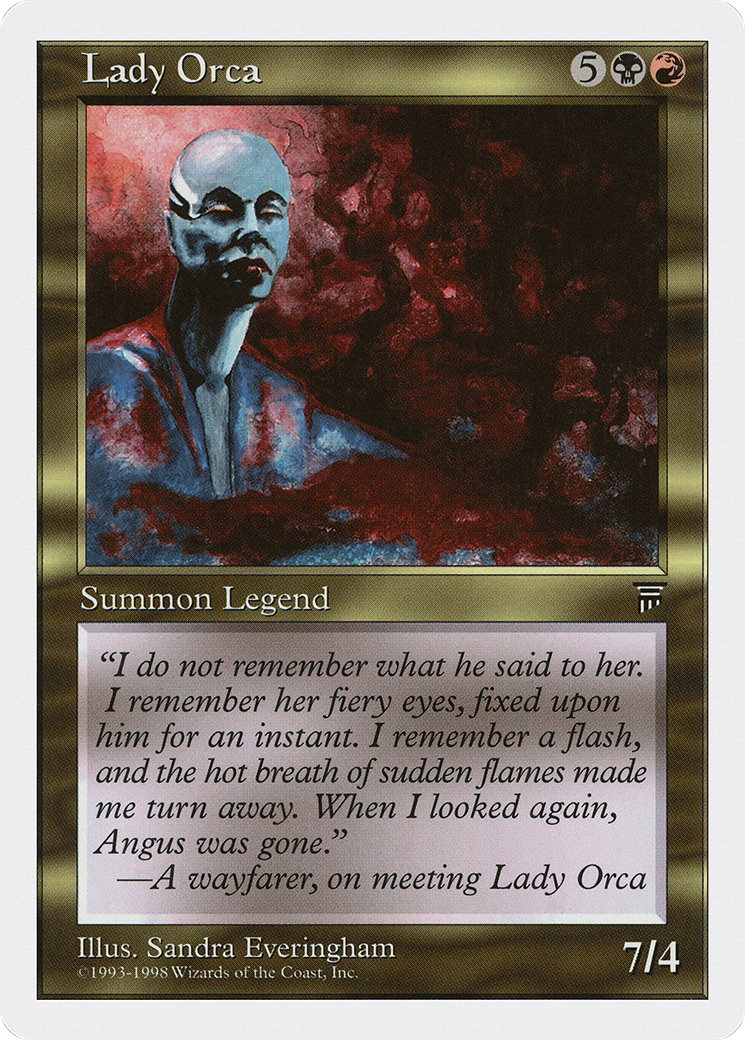 Lady Orca 5
Summon Legend
“I do not remember what he said to her.
I remember her fiery eyes, fixed upon
him for an instant. I remember a flash,
and the hot breath of sudden flames made
me turn away. When I looked again,
Angus was gone.”
—A wayfarer, on meeting Lady Orca
Illus. Sandra Everingham
©1993-1998 Wizards of the Coast, Inc.
7/4